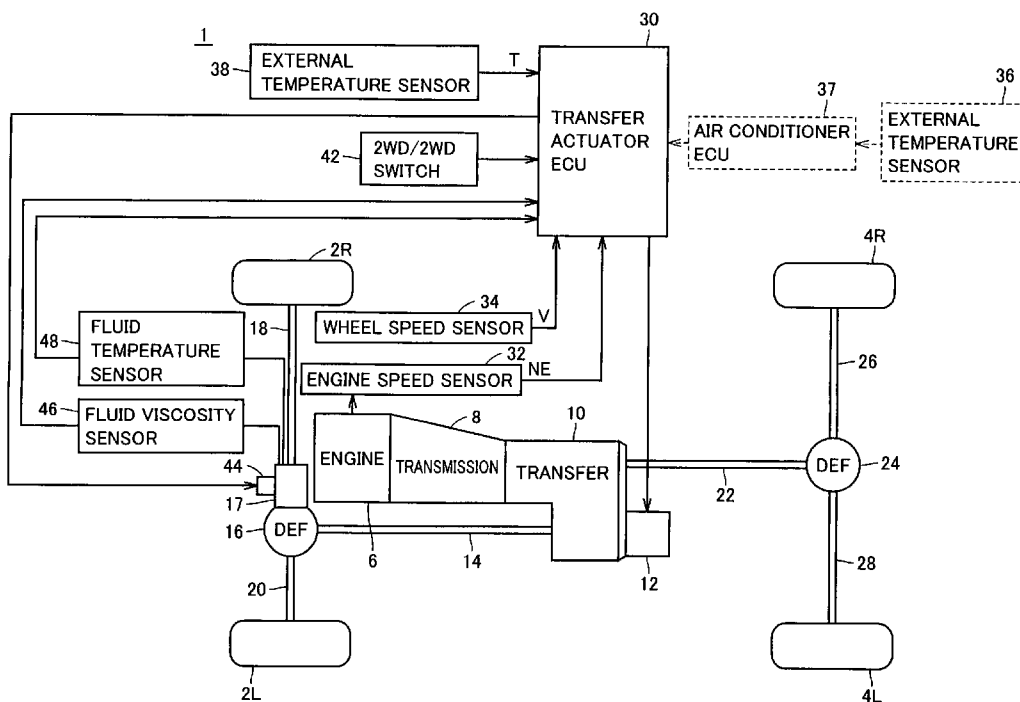 1
30
38
EXTERNAL
TEMPERATURE SENSOR
T
TRANSFER
ACTUATOR
ECU
37
AIR CONDITIONER
ECU
36
EXTERNAL
TEMPERATURE
SENSOR
42
2WD/2WD
SWITCH
2R
4R
34
WHEEL SPEED SENSOR
V
18
48
FLUID
TEMPERATURE
SENSOR
32
ENGINE SPEED SENSOR
NE
26
46
FLUID VISCOSITY
SENSOR
8
10
ENGINE
TRANSMISSION
TRANSFER
DEF
24
44
22
17
16
DEF
6
14
12
28
20
2L
4L